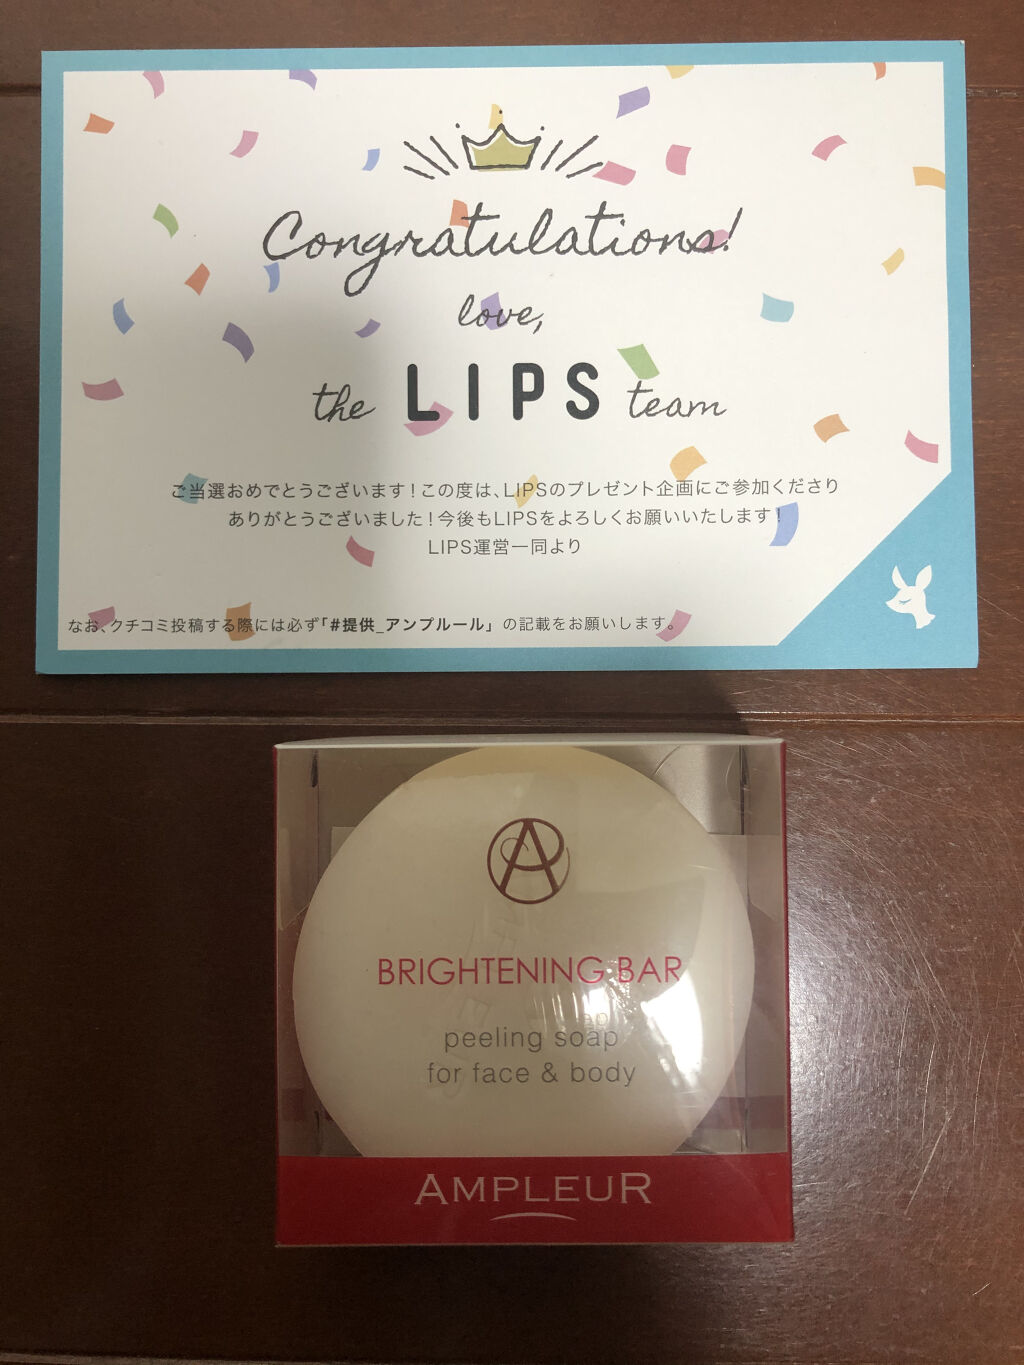 Congratulations!
love,
the LIPS team
ご当選おめでとうございます！この度は、LIPSのプレゼント企画にご参加くださり
ありがとうございました！今後もLIPSをよろしくお願いいたします！
LIPS運営一同より
なお、クチコミ投稿する際には必ず「#提供_アンプルール」の記載をお願いします。
BRIGHTENING BAR
peeling soap
for face & body
AMPLEUR